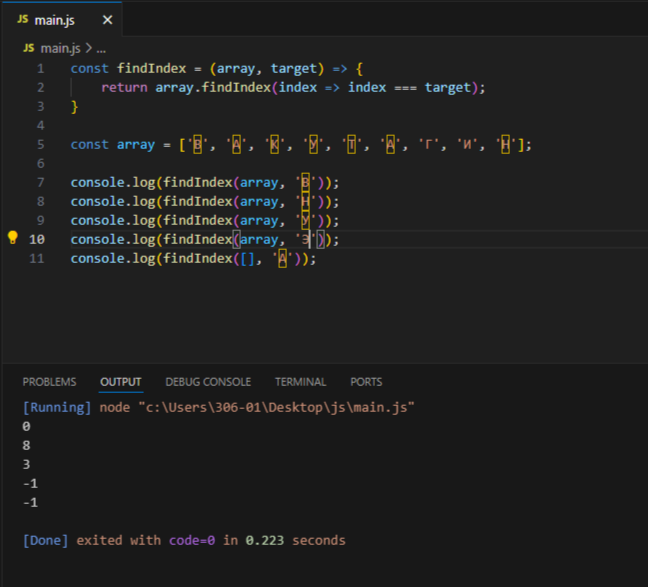 JS main.js ×
JS main.js > ...
1 const findIndex = (array, target) => {
2 return array.findIndex(index => index === target);
3 }
4
5 const array = ['В', 'А', 'К', 'У', 'Т', 'А', 'Г', 'И', 'Н'];
6
7 console.log(findIndex(array, 'В'));
8 console.log(findIndex(array, 'Н'));
9 console.log(findIndex(array, 'У'));
10 console.log(findIndex(array, 'Э'));
11 console.log(findIndex([], 'А'));
PROBLEMS OUTPUT DEBUG CONSOLE TERMINAL PORTS
[Running] node "c:\Users\306-01\Desktop\js\main.js"
0
8
3
-1
-1
[Done] exited with code=0 in 0.223 seconds